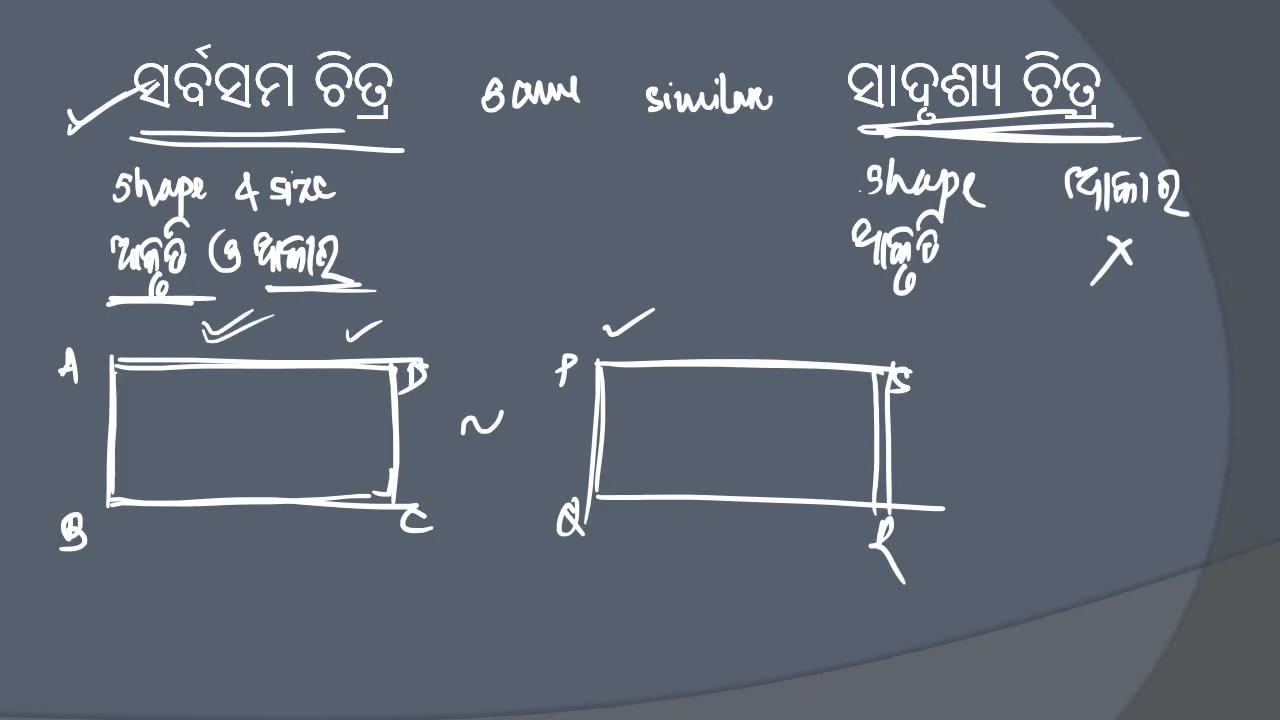 ସର୍ବସମ ଚିତ୍ର same similar ସାଦୃଶ୍ୟ ଚିତ୍ର
Shape & size shape ଆକାର
ଆକୃତି ଓ ଆକାର ଆକୃତି
A D ~ P S
B C Q R